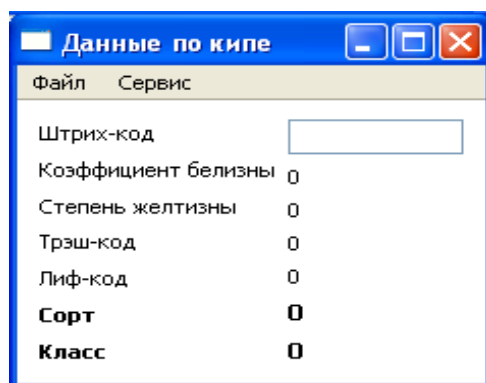 Данные по кипе
Файл Сервис
Штрих-код
Коэффициент белизны 0
Степень желтизны 0
Трэш-код 0
Лиф-код 0
Сорт 0
Класс 0